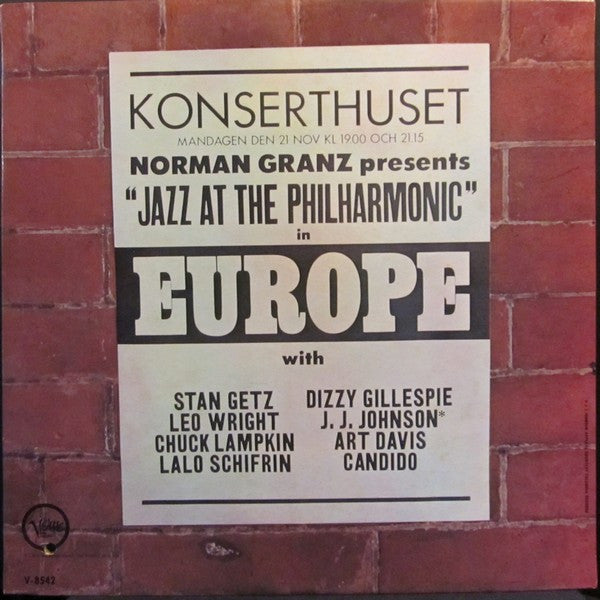 KONSERTHUSET
MANDAGEN DEN 21 NOV KL 19.00 OCH 21.15
NORMAN GRANZ presents
"JAZZ AT THE PHILHARMONIC"
in
EUROPE
with
STAN GETZ DIZZY GILLESPIE
LEO WRIGHT J. J. JOHNSON*
CHUCK LAMPKIN ART DAVIS
LALO SCHIFRIN CANDIDO
Verve
V-8542